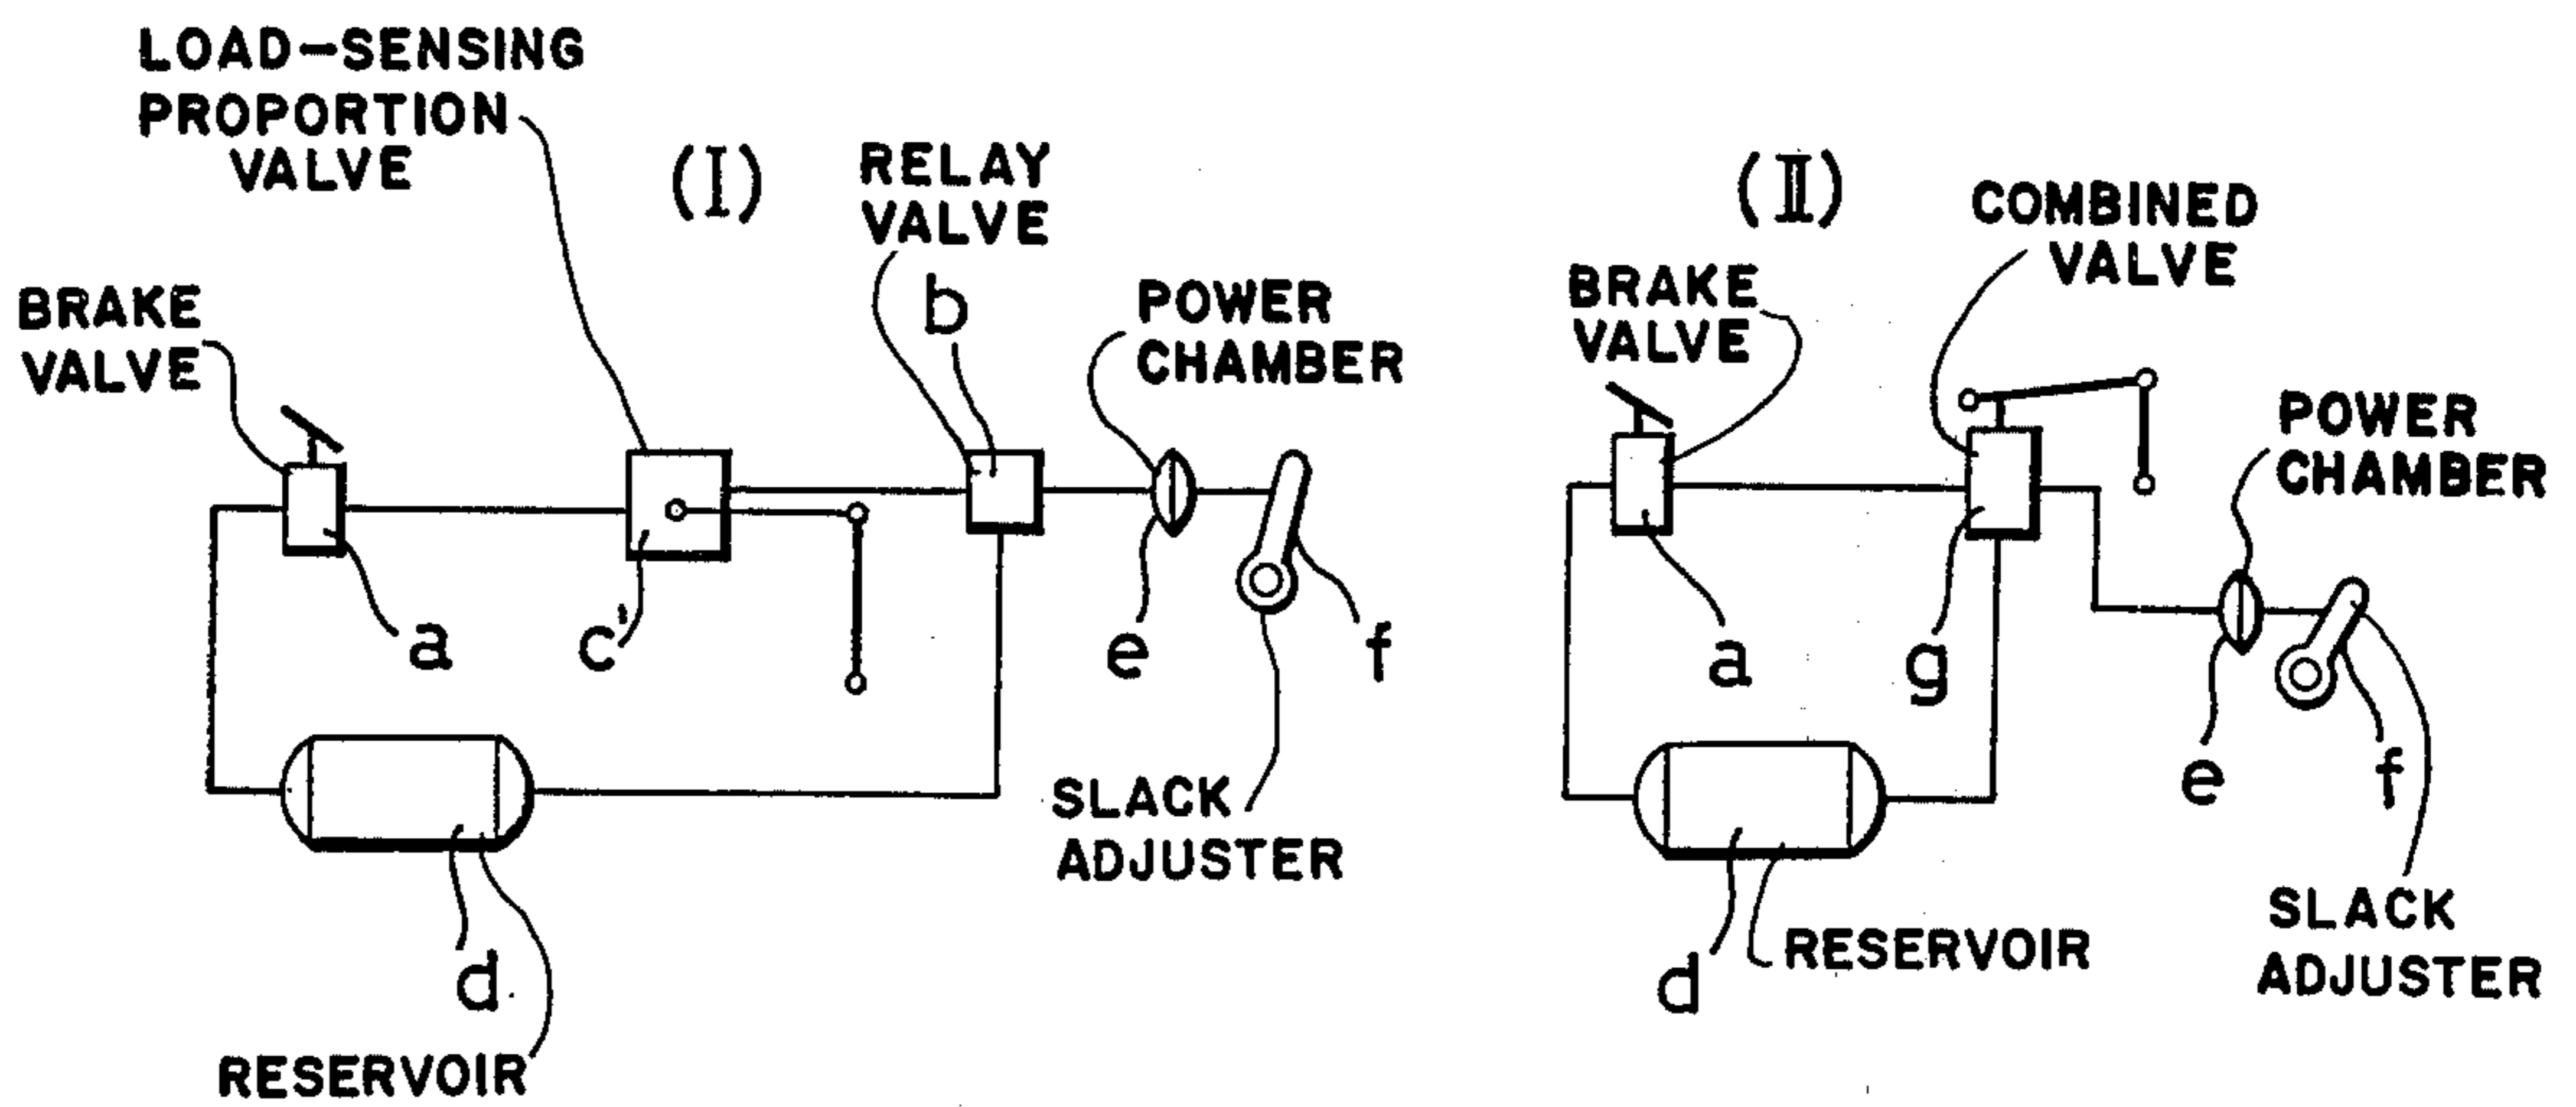 LOAD-SENSING
PROPORTION
VALVE
(I)
RELAY
VALVE
b
BRAKE
VALVE
POWER
CHAMBER
a
c'
e
f
d
SLACK
ADJUSTER
RESERVOIR
(II)
COMBINED
VALVE
BRAKE
VALVE
POWER
CHAMBER
a
g
e
f
d
RESERVOIR
SLACK
ADJUSTER